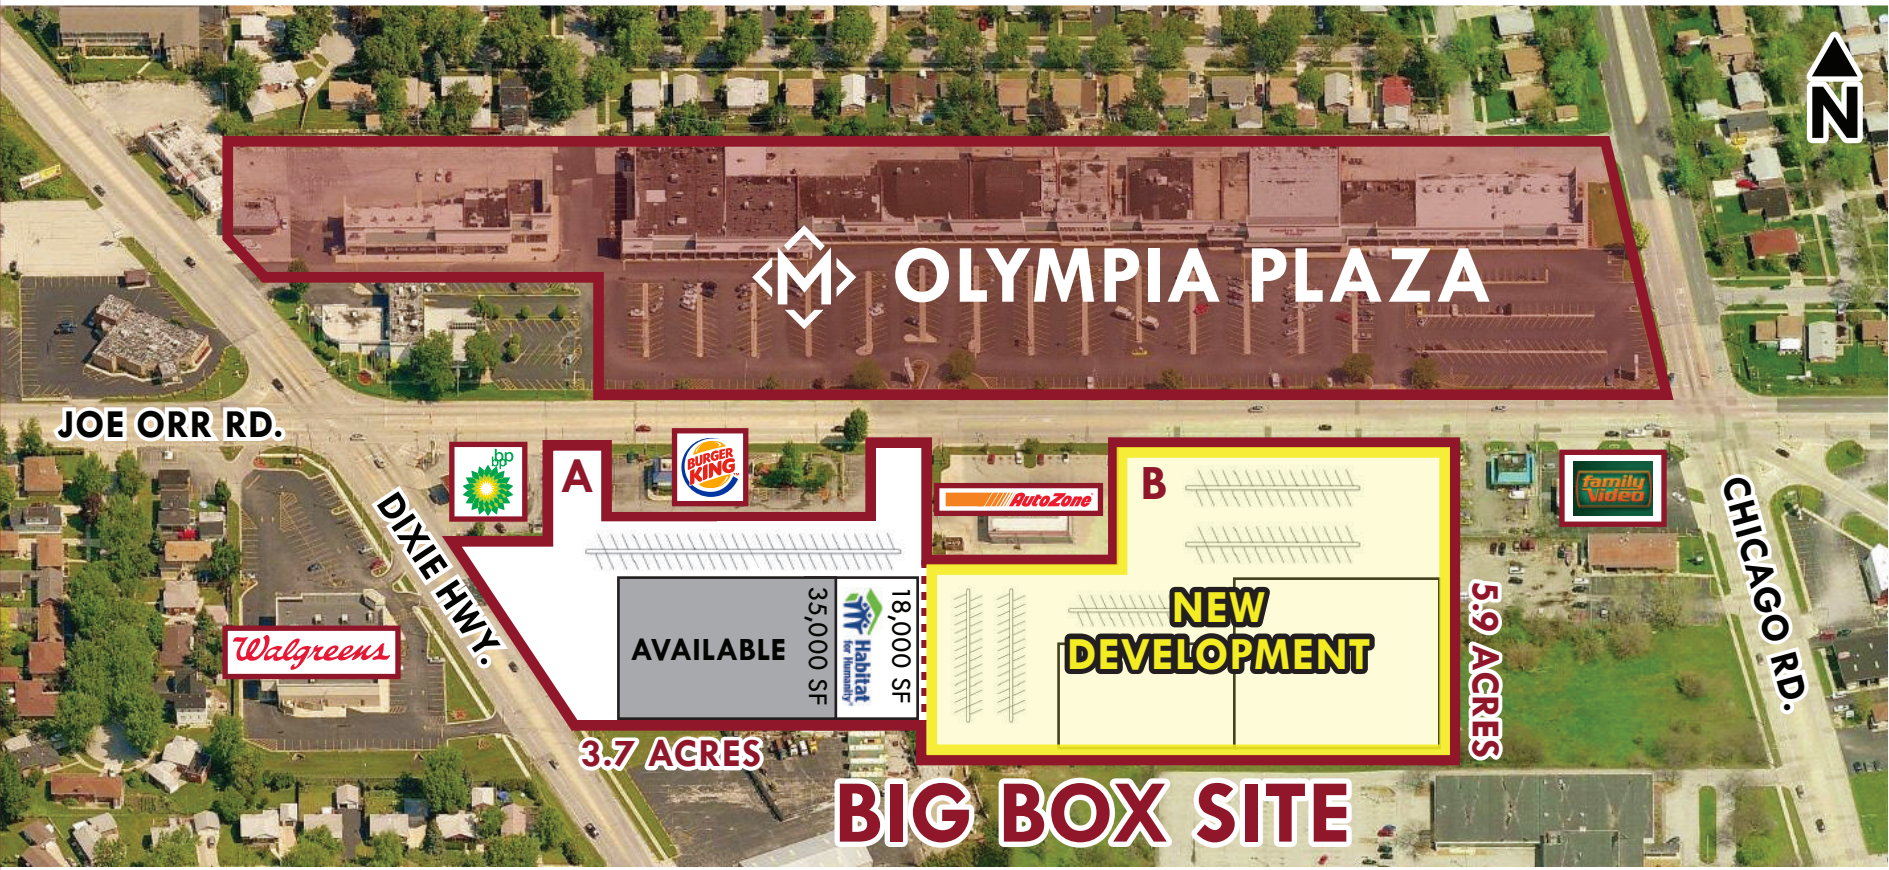 N
OLYMPIA PLAZA
JOE ORR RD.
bp
A
BURGER
KING
AutoZone
B
family
Video
DIXIE HWY.
CHICAGO RD.
Walgreens
AVAILABLE
35,000 SF
Habitat
for Humanity
18,000 SF
NEW
DEVELOPMENT
5.9 ACRES
3.7 ACRES
BIG BOX SITE